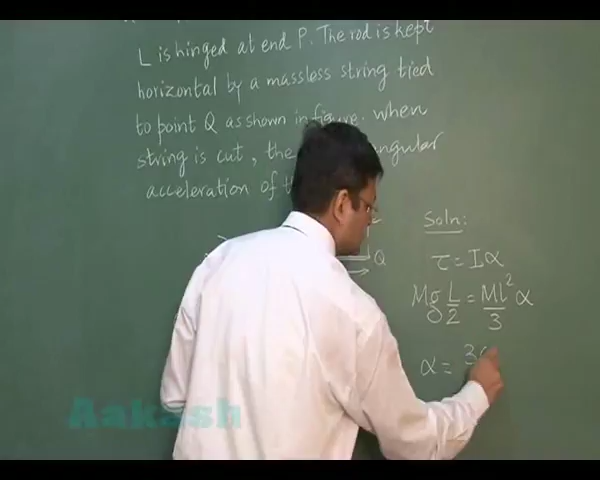 L is hinged at end P. The rod is kept
horizontal by a massless string tied
to point Q as shown in figure. when
string is cut, the angular
acceleration of
Q
Soln:
τ = Iα
Mg L/2 = Ml²/3 α
α = 3
Aakash